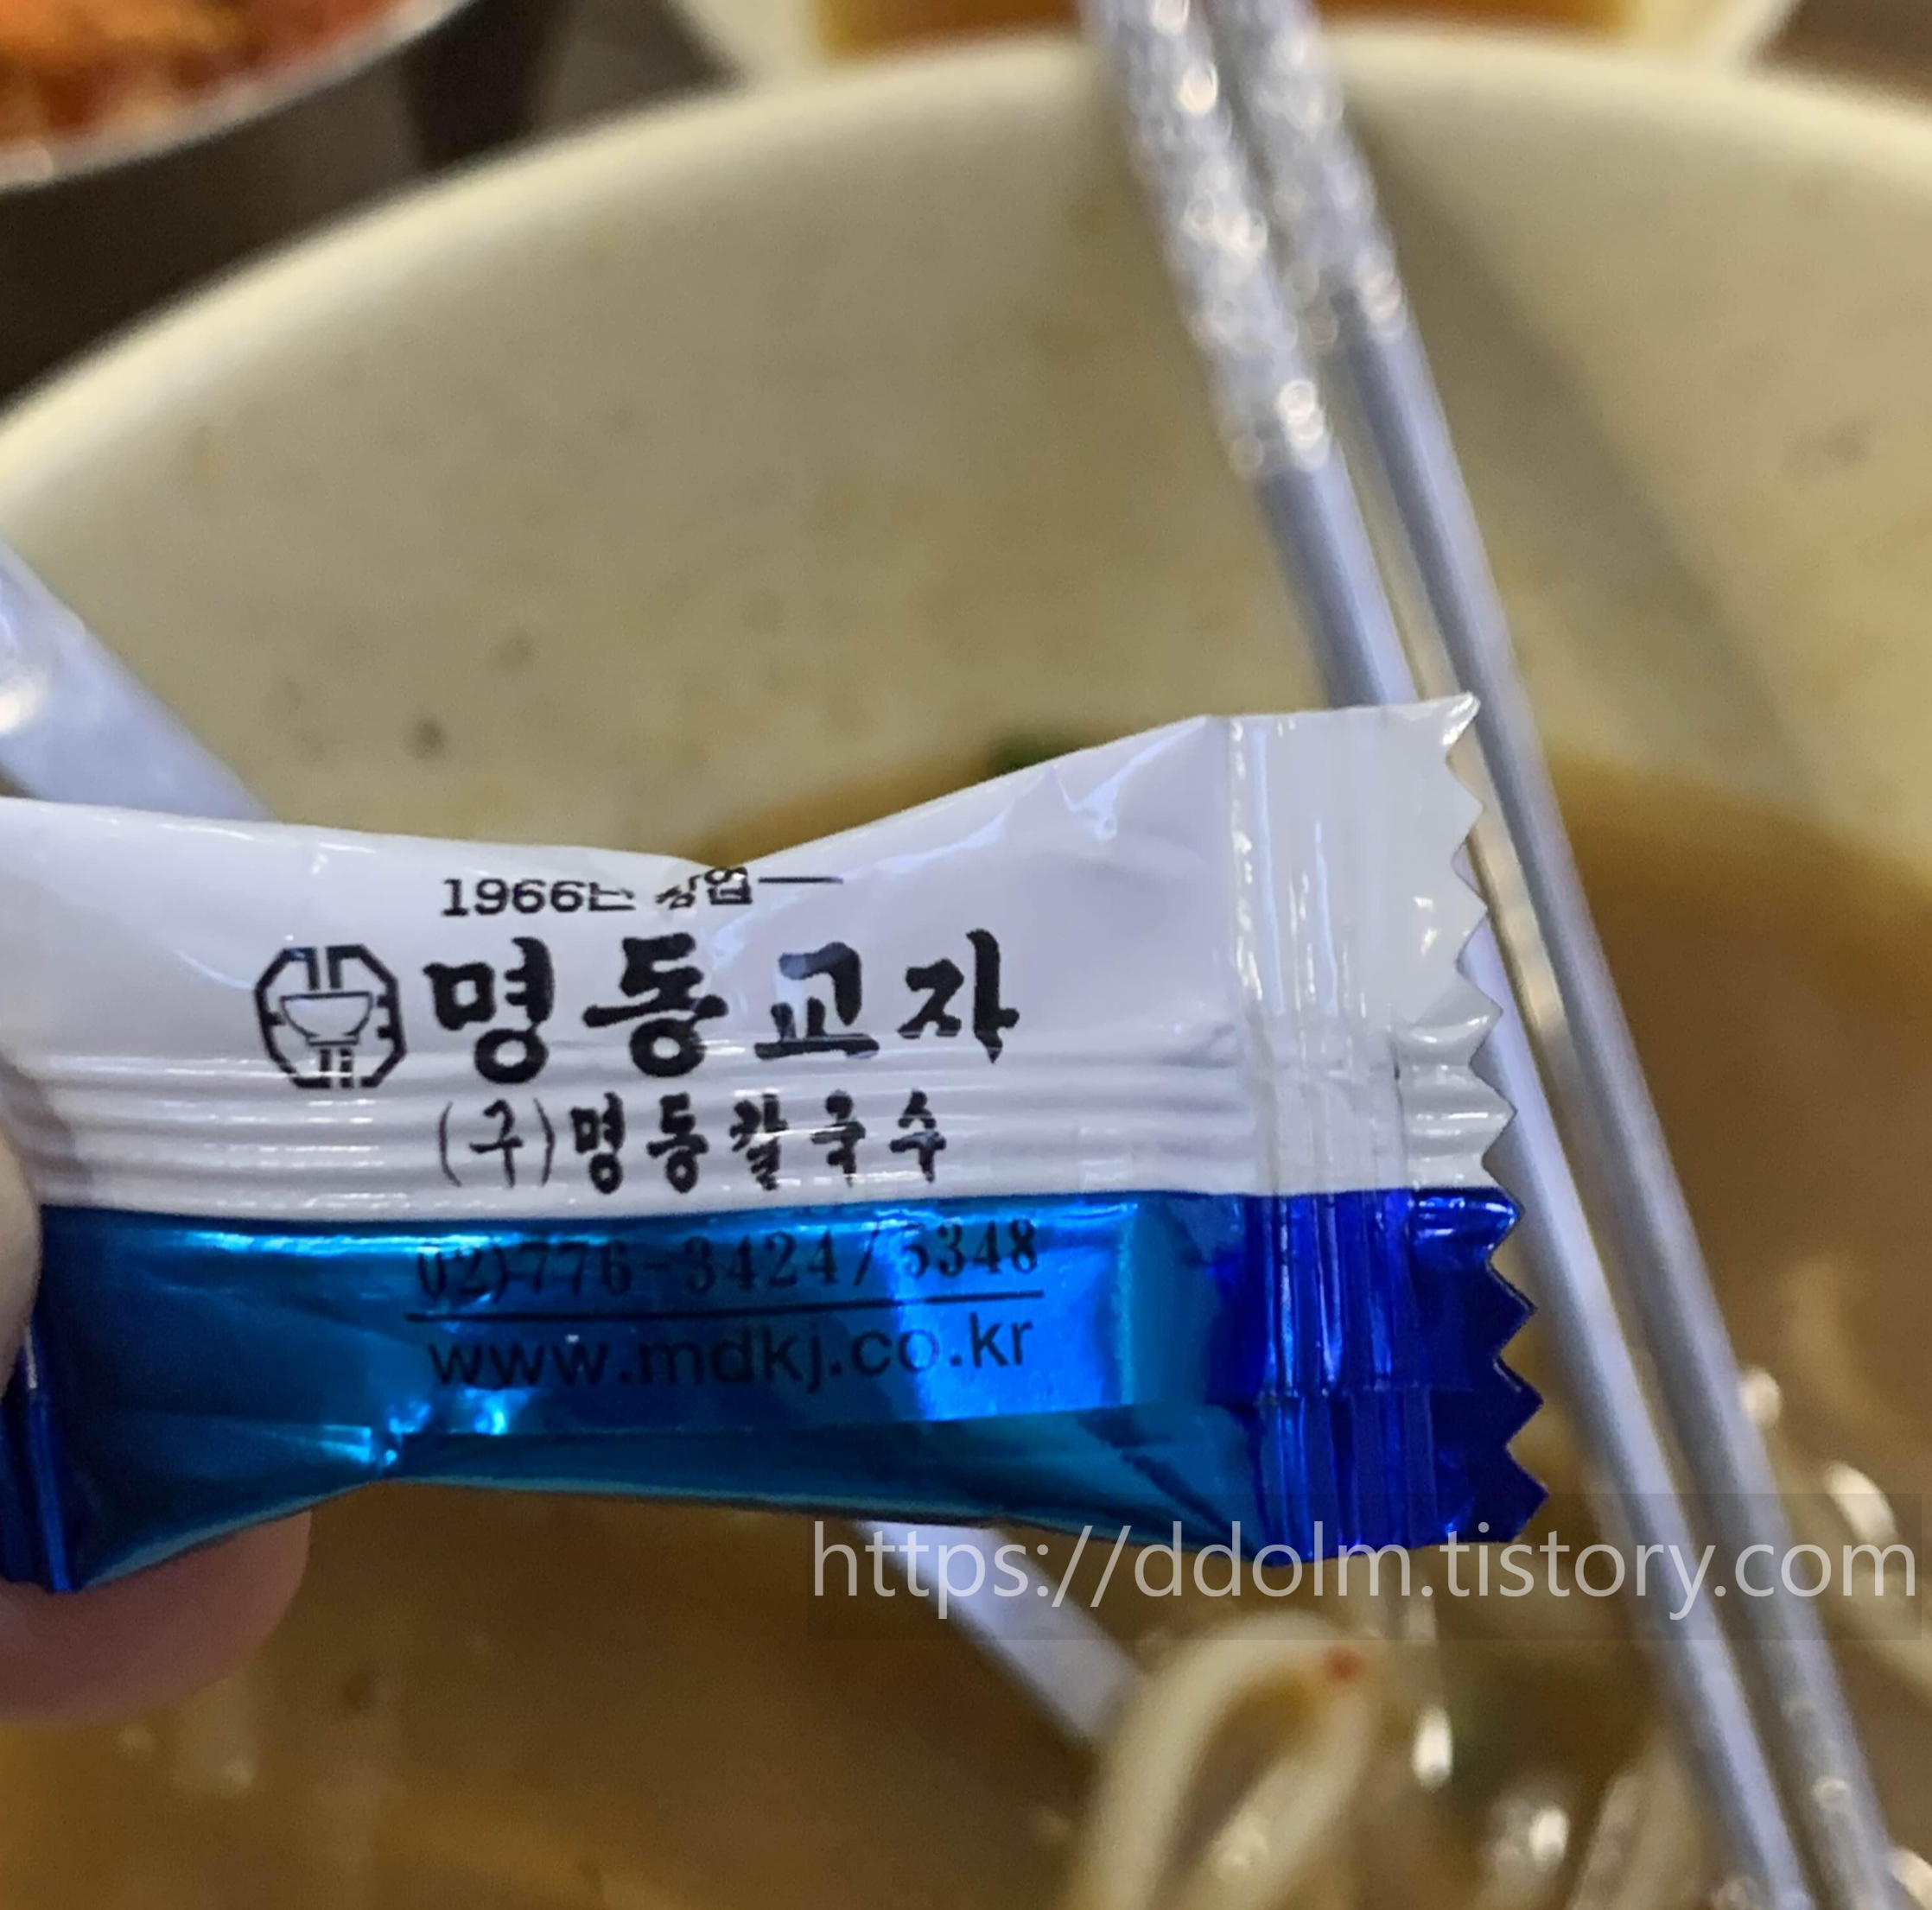 1966년 창업
명동교자
(구)명동칼국수
02)776-3424/5348
www.mdkj.co.kr
https://ddolm.tistory.com